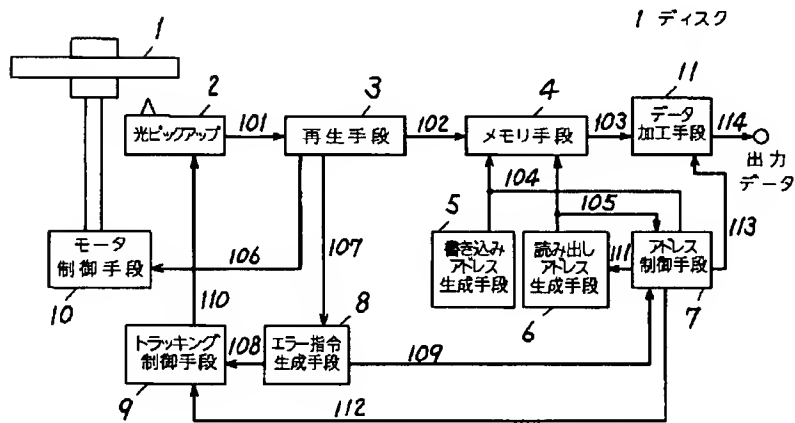 1 ディスク
1
2
3
4
11
光ピックアップ
101
再生手段
102
メモリ手段
103
データ
加工手段
114
出力
データ
104
105
113
5
書き込み
アドレス
生成手段
読み出し
アドレス
生成手段
6
111
アドレス
制御手段
7
モータ
制御手段
10
106
107
110
8
トラッキング
制御手段
9
108
エラー指令
生成手段
109
112